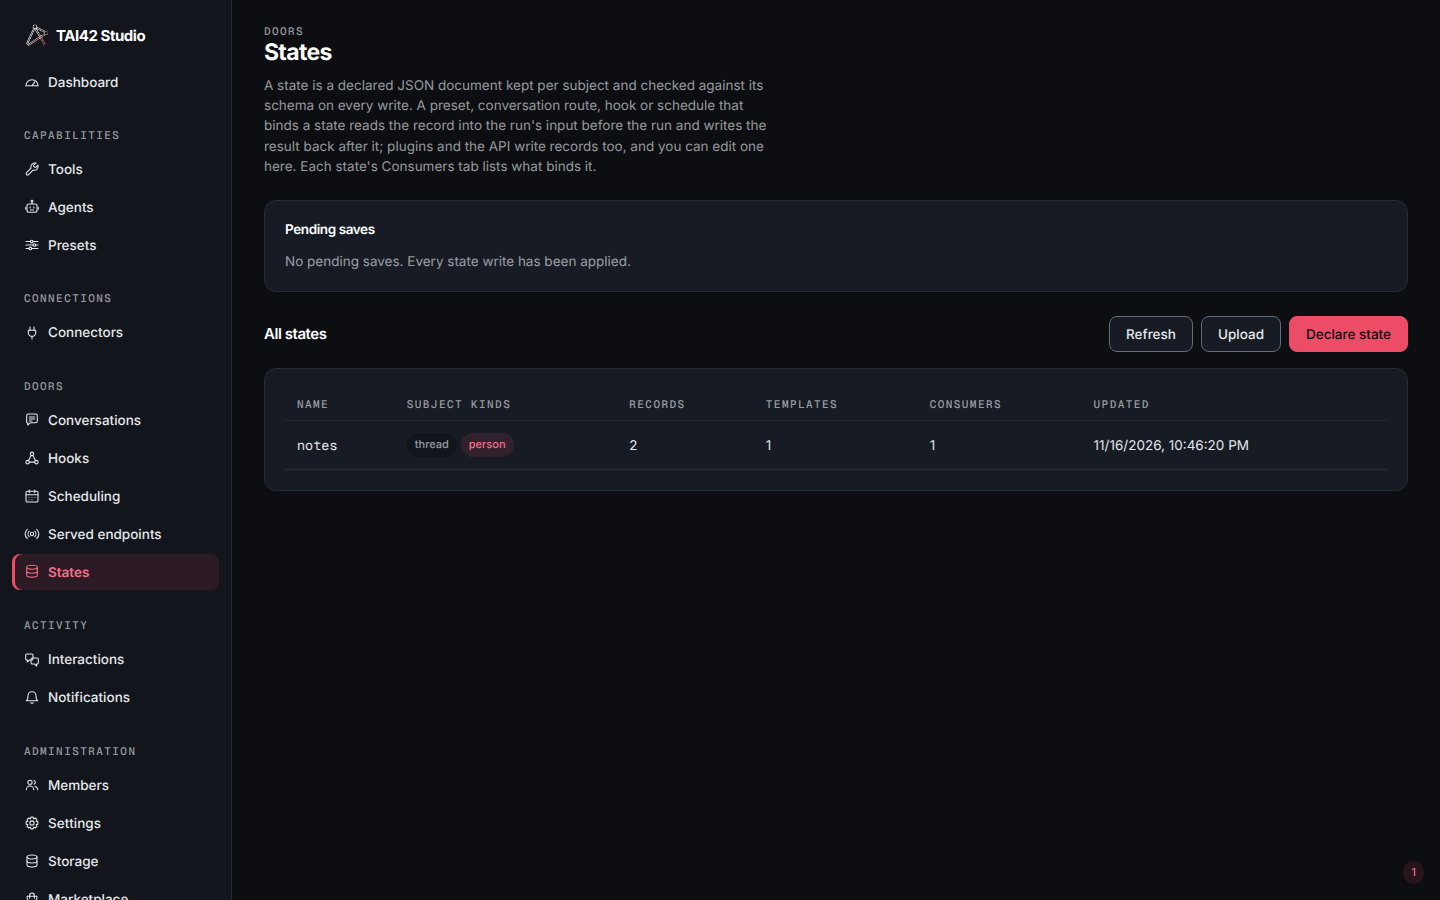 TAI42 Studio
Dashboard
CAPABILITIES
Tools
Agents
Presets
CONNECTIONS
Connectors
DOORS
Conversations
Hooks
Scheduling
Served endpoints
States
ACTIVITY
Interactions
Notifications
ADMINISTRATION
Members
Settings
Storage
Marketplace
DOORS
States
A state is a declared JSON document kept per subject and checked against its
schema on every write. A preset, conversation route, hook or schedule that
binds a state reads the record into the run's input before the run and writes the
result back after it; plugins and the API write records too, and you can edit one
here. Each state's Consumers tab lists what binds it.
Pending saves
No pending saves. Every state write has been applied.
All states
Refresh Upload Declare state
NAME SUBJECT KINDS RECORDS TEMPLATES CONSUMERS UPDATED
notes thread person 2 1 1 11/16/2026, 10:46:20 PM
1